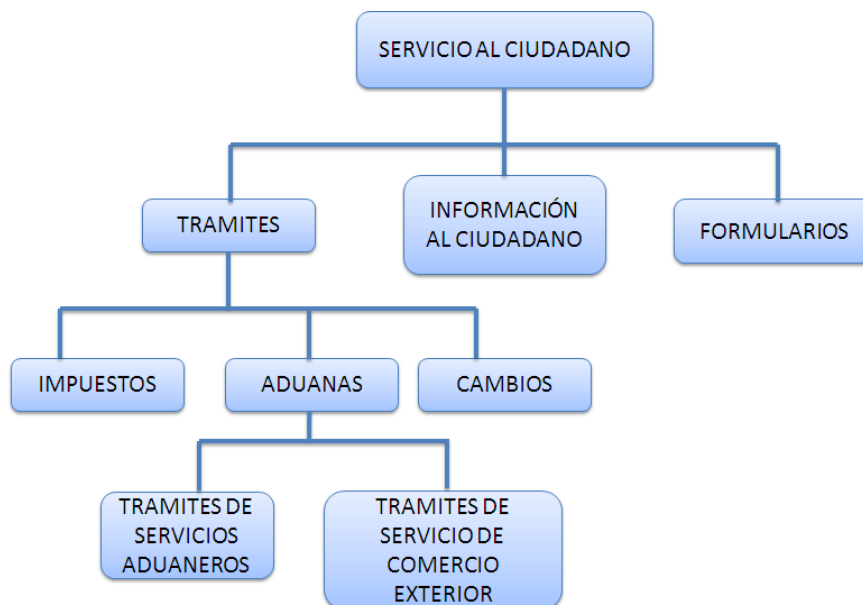 SERVICIO AL CIUDADANO
TRAMITES
INFORMACIÓN
AL CIUDADANO
FORMULARIOS
IMPUESTOS
ADUANAS
CAMBIOS
TRAMITES DE
SERVICIOS
ADUANEROS
TRAMITES DE
SERVICIO DE
COMERCIO
EXTERIOR